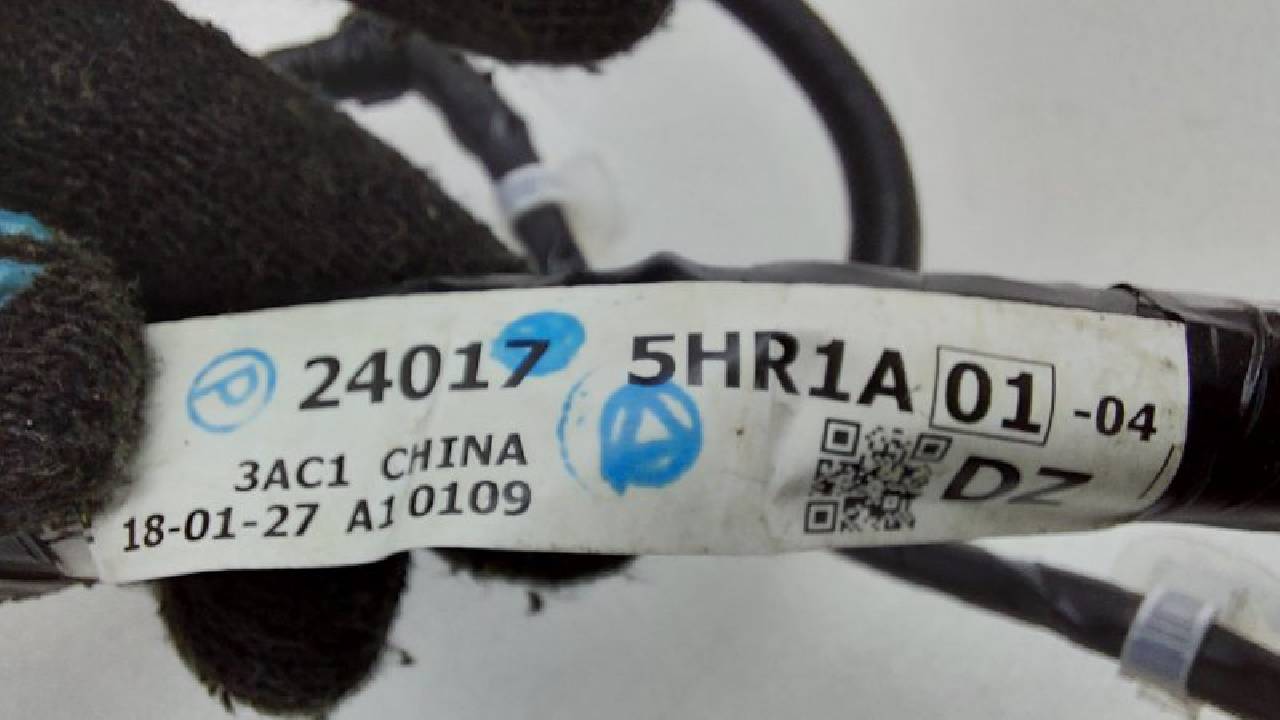 P 24017 5HR1A 01 -04
3AC1 CHINA
18-01-27 A10109
DZ